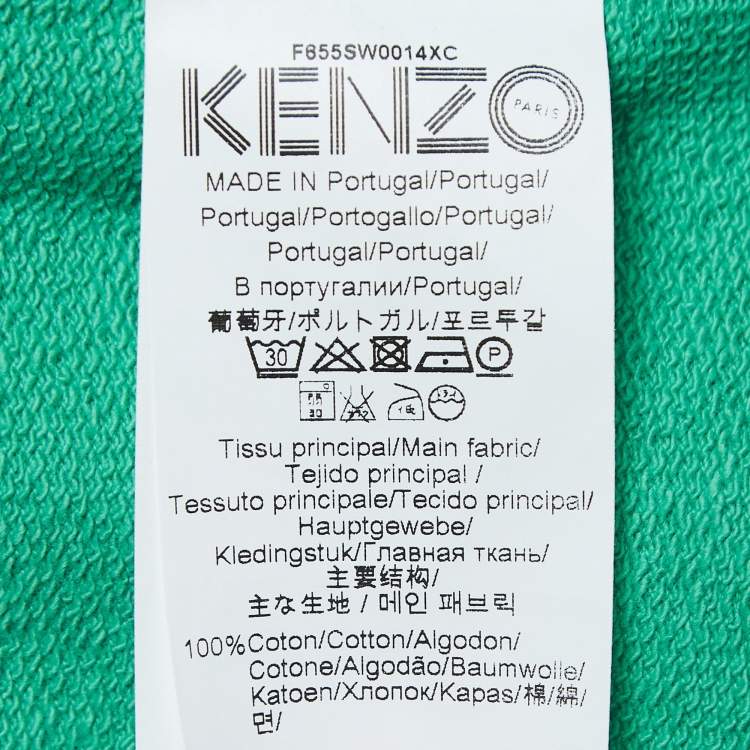 F655SW0014XC
KENZO PARIS
MADE IN Portugal/Portugal/
Portugal/Portogallo/Portugal/
Portugal/Portugal/
В португалии/Portugal/
葡萄牙/ポルトガル/포르투갈
30 P
弱 30 低
Tissu principal/Main fabric/
Tejido principal /
Tessuto principale/Tecido principal/
Hauptgewebe/
Kledingstuk/Главная ткань/
主要结构/
主な生地 / 메인 패브릭
100%Coton/Cotton/Algodon/
Cotone/Algodão/Baumwolle/
Katoen/Хлопок/Kapas/棉/綿/
면/